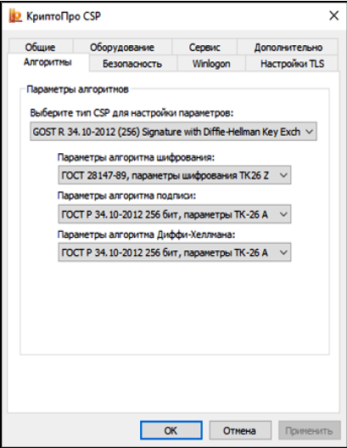 КриптоПро CSP
Общие Оборудование Сервис Дополнительно
Алгоритмы Безопасность Winlogon Настройки TLS
Параметры алгоритмов
Выберите тип CSP для настройки параметров:
GOST R 34.10-2012 (256) Signature with Diffie-Hellman Key Exch
Параметры алгоритма шифрования:
ГОСТ 28147-89, параметры шифрования ТК26 Z
Параметры алгоритма подписи:
ГОСТ Р 34.10-2012 256 бит, параметры ТК-26 А
Параметры алгоритма Диффи-Хеллмана:
ГОСТ Р 34.10-2012 256 бит, параметры ТК-26 А
ОК Отмена Применить